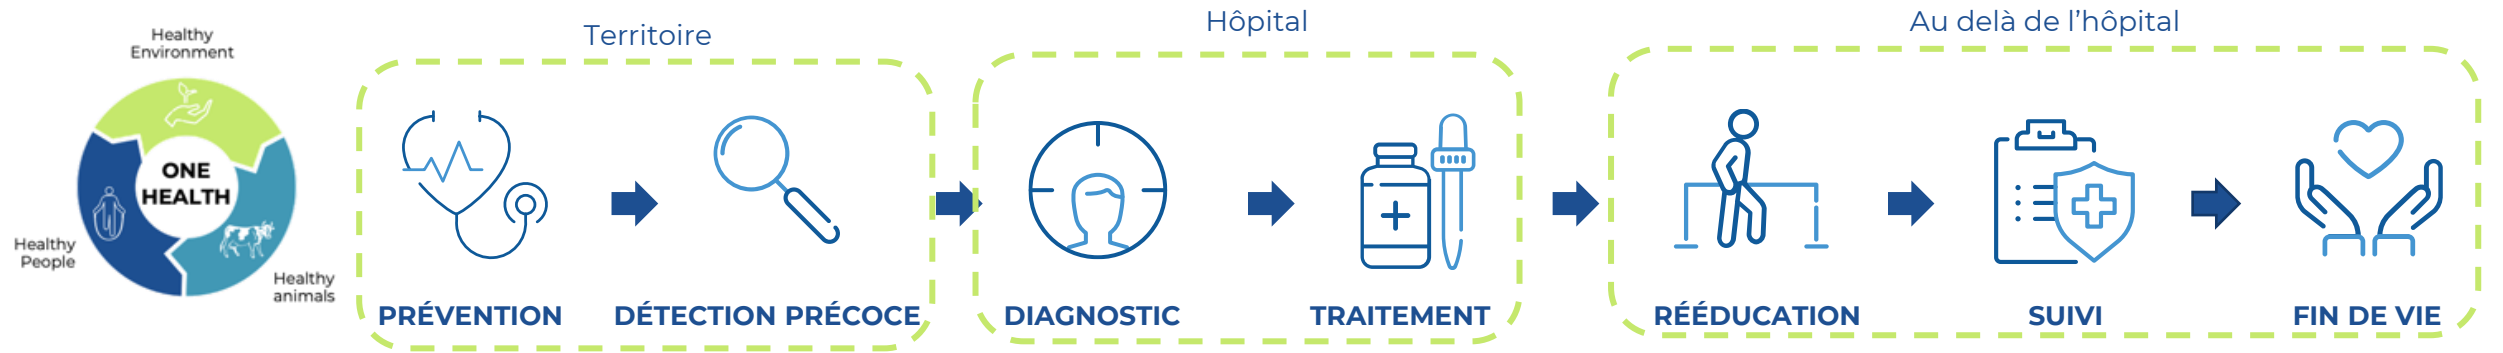 Healthy
Environment
ONE
HEALTH
Healthy
People
Healthy
animals
Territoire
PRÉVENTION
DÉTECTION PRÉCOCE
Hôpital
DIAGNOSTIC
TRAITEMENT
Au delà de l’hôpital
RÉÉDUCATION
SUIVI
FIN DE VIE